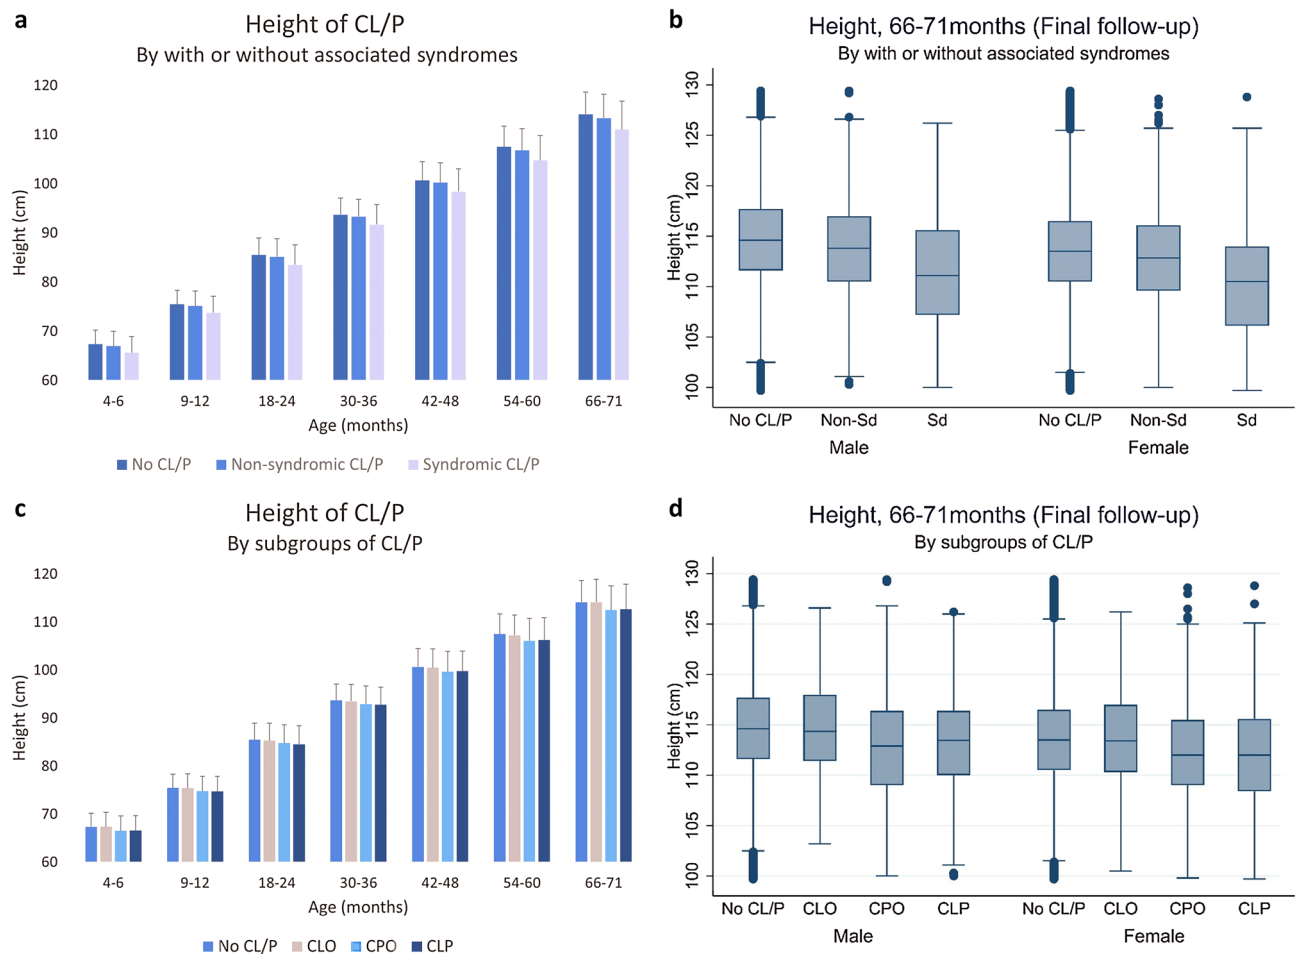 a
Height of CL/P
By with or without associated syndromes
120
110
100
90
80
70
60
Height (cm)
4-6 9-12 18-24 30-36 42-48 54-60 66-71
Age (months)
No CL/P Non-syndromic CL/P Syndromic CL/P
b
Height, 66-71months (Final follow-up)
By with or without associated syndromes
130
125
120
115
110
105
100
Height (cm)
No CL/P Non-Sd Sd No CL/P Non-Sd Sd
Male Female
c
Height of CL/P
By subgroups of CL/P
120
110
100
90
80
70
60
Height (cm)
4-6 9-12 18-24 30-36 42-48 54-60 66-71
Age (months)
No CL/P CLO CPO CLP
d
Height, 66-71months (Final follow-up)
By subgroups of CL/P
130
125
120
115
110
105
100
Height (cm)
No CL/P CLO CPO CLP No CL/P CLO CPO CLP
Male Female